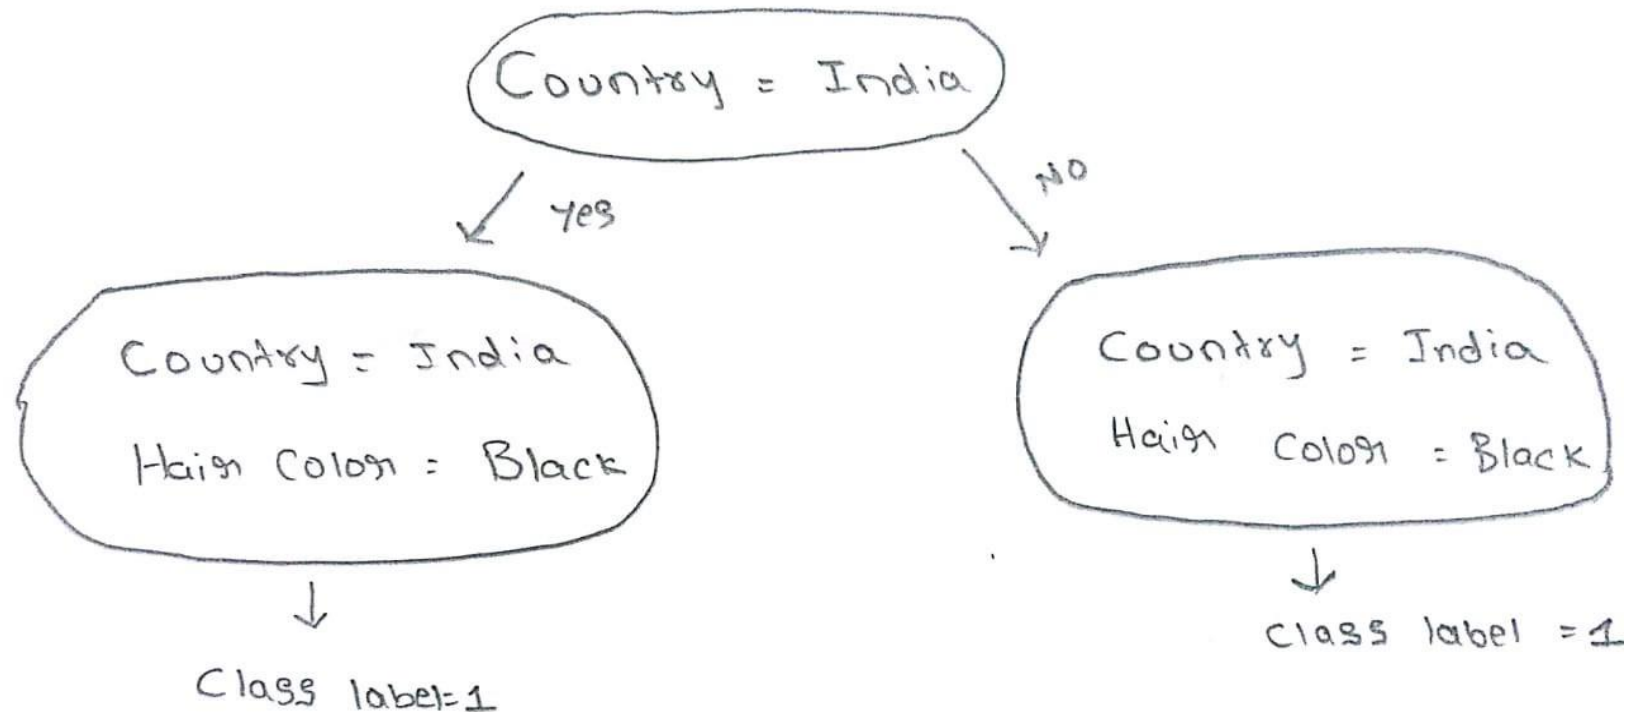 Country = India
Yes
NO
Country = India
Hair Color = Black
Country = India
Hair Color = Black
Class label = 1
Class label=1